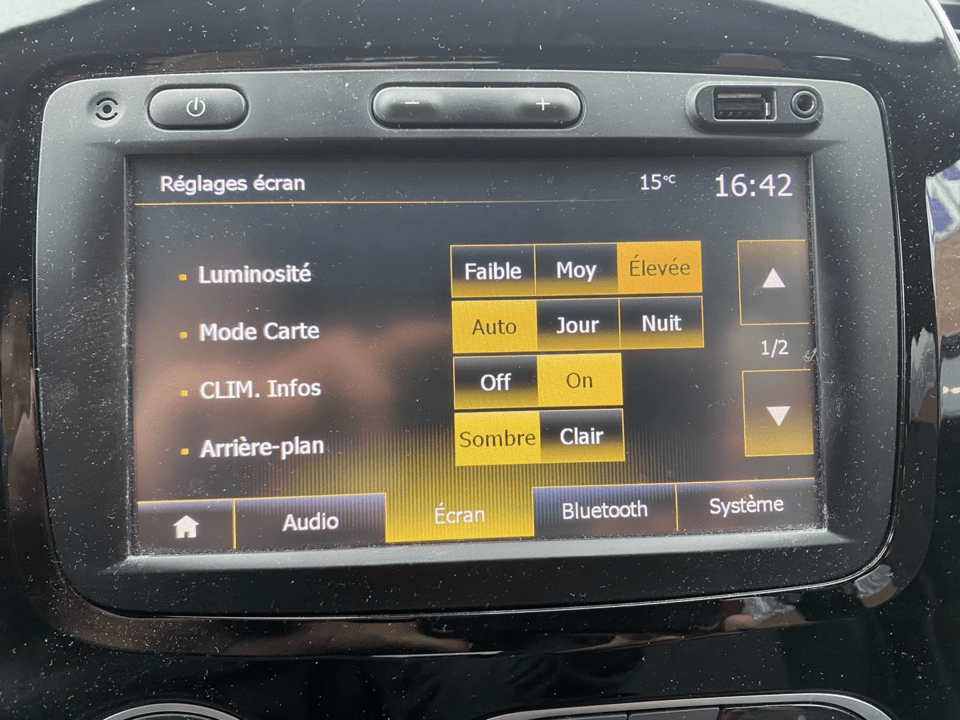 Réglages écran 15°C 16:42
Luminosité Faible Moy Élevée
Mode Carte Auto Jour Nuit
1/2
CLIM. Infos Off On
Arrière-plan Sombre Clair
Audio Écran Bluetooth Système